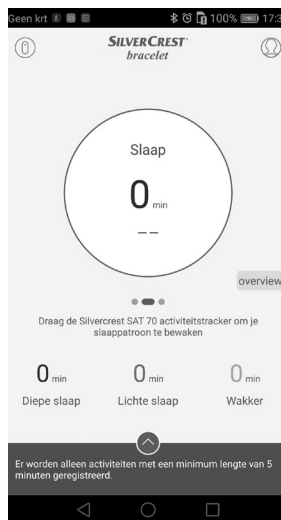 Geen krt 100% 17:3
SILVERCREST®
bracelet
Slaap
0 min
--
overview
Draag de Silvercrest SAT 70 activiteitstracker om je
slaappatroon te bewaken
0 min 0 min 0 min
Diepe slaap Lichte slaap Wakker
Er worden alleen activiteiten met een minimum lengte van 5
minuten geregistreerd.